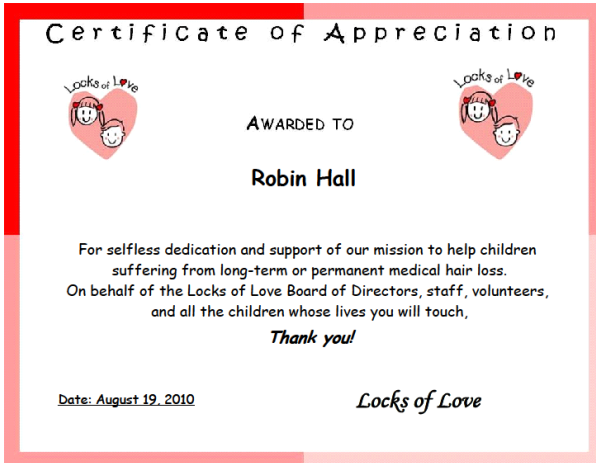 Certificate of Appreciation
Locks of Love
Locks of Love
AWARDED TO
Robin Hall
For selfless dedication and support of our mission to help children
suffering from long-term or permanent medical hair loss.
On behalf of the Locks of Love Board of Directors, staff, volunteers,
and all the children whose lives you will touch,
Thank you!
Date: August 19, 2010
Locks of Love